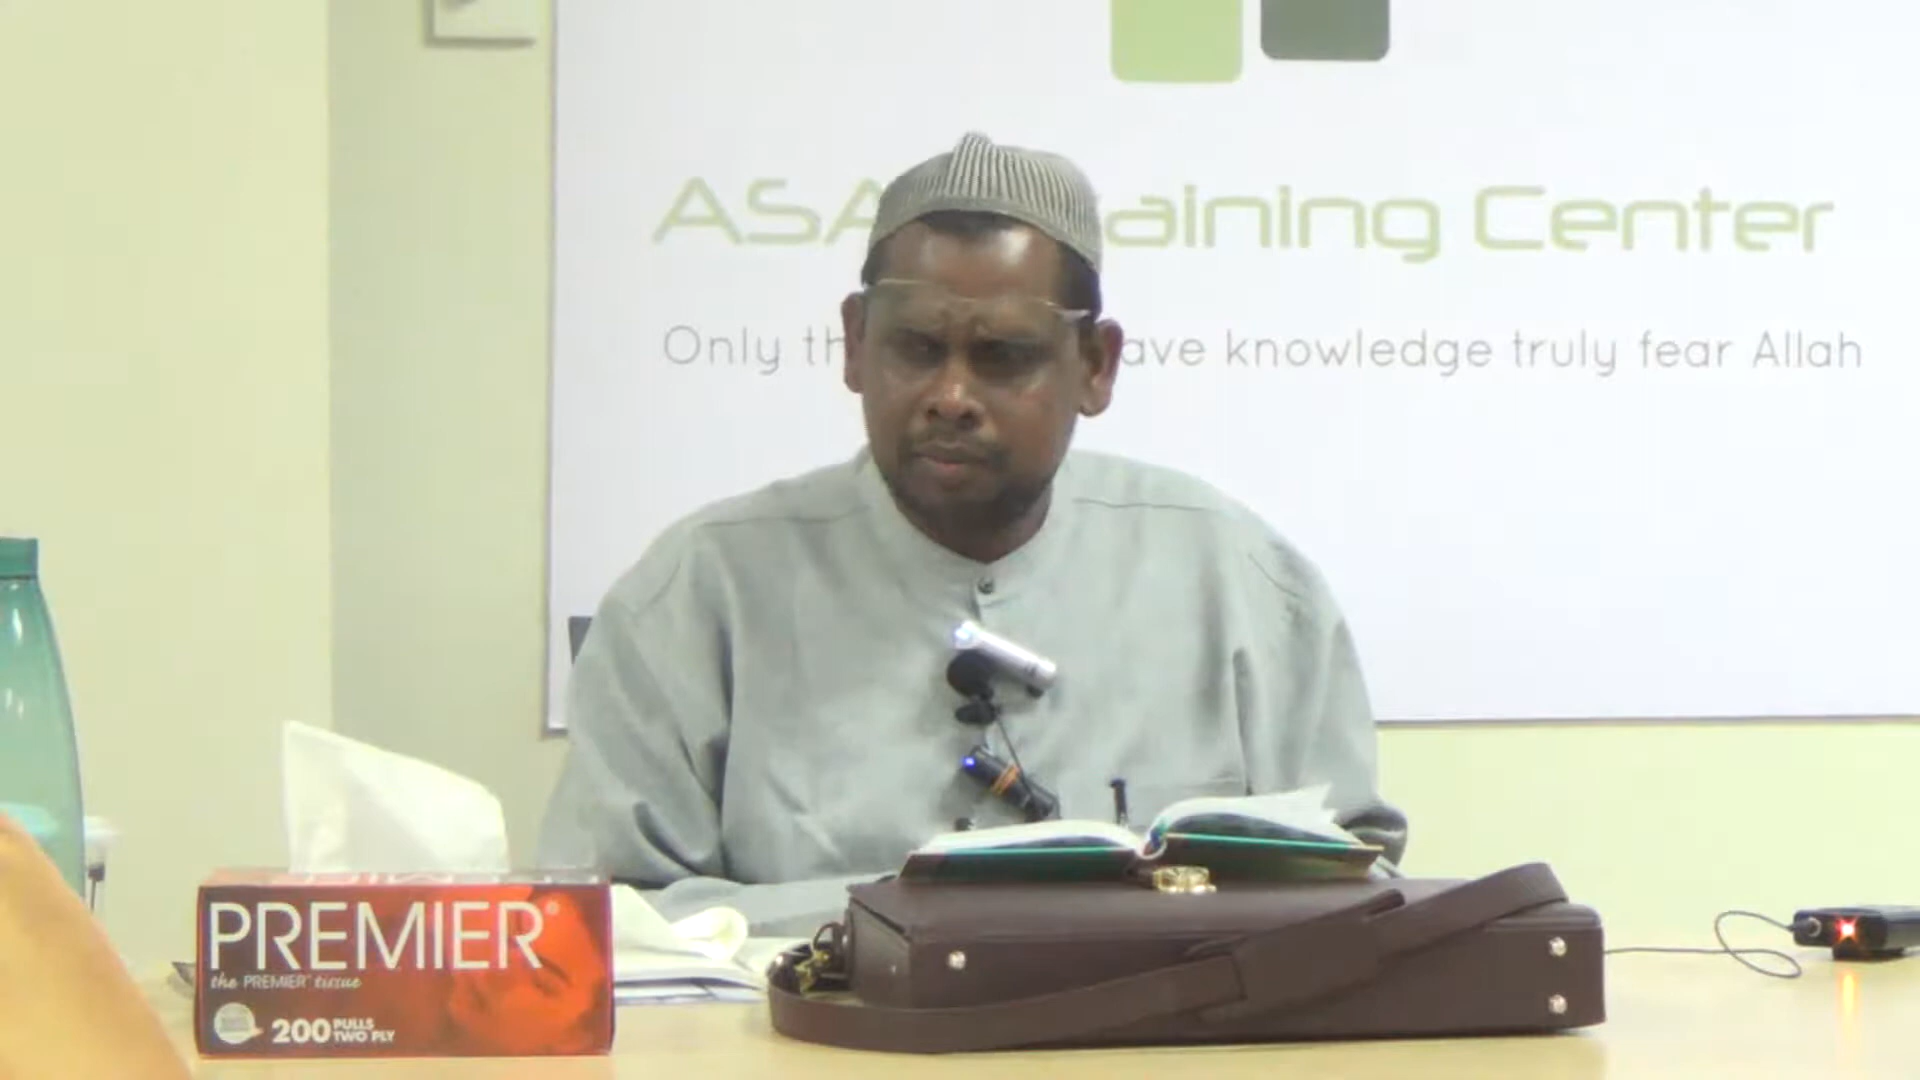 ASA aining Center
Only th ave knowledge truly fear Allah
PREMIER®
the PREMIER® tissue
200 PULLS
TWO PLY